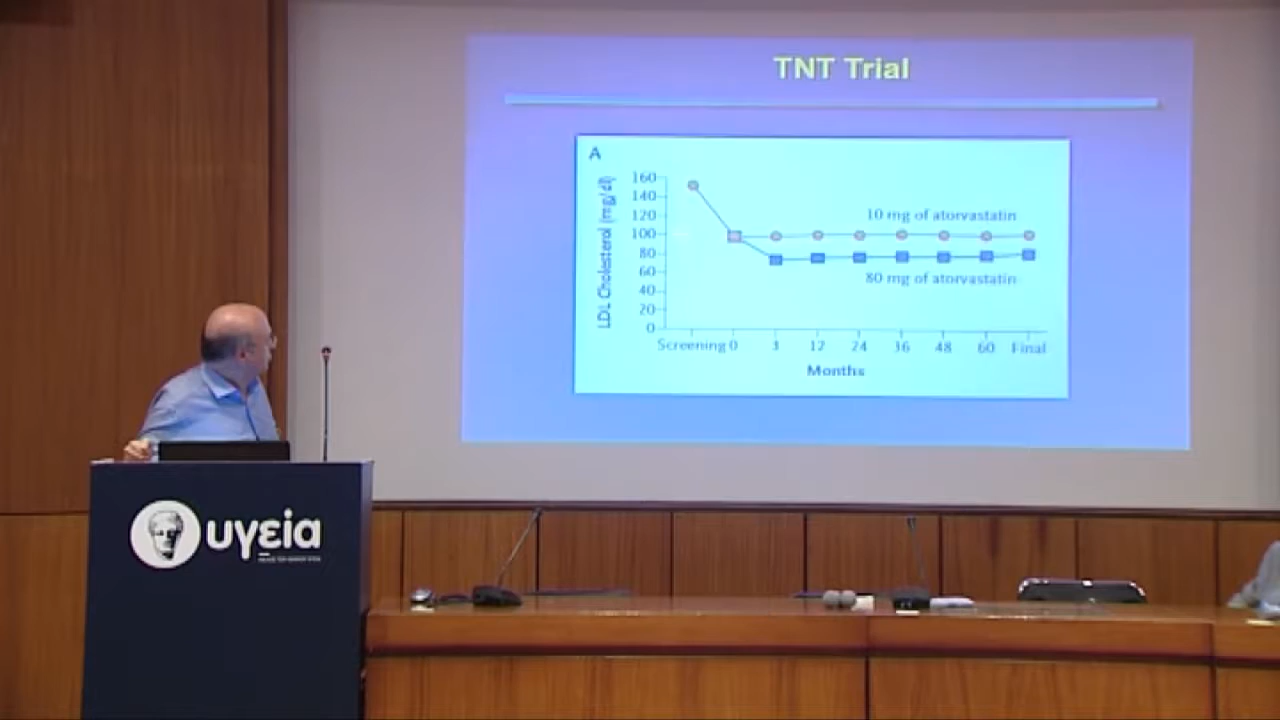 TNT Trial
A
LDL Cholesterol (mg/dl)
160
140
120
100
80
60
40
20
0
10 mg of atorvastatin
80 mg of atorvastatin
Screening 0 3 12 24 36 48 60 Final
Months
υγεία